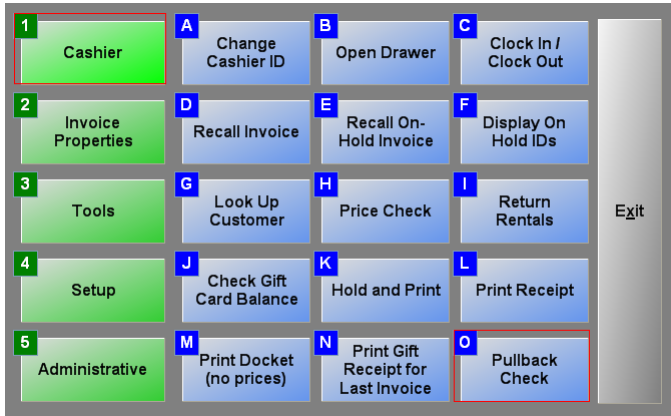 1
Cashier
A
Change
Cashier ID
B
Open Drawer
C
Clock In /
Clock Out
2
Invoice
Properties
D
Recall Invoice
E
Recall On-
Hold Invoice
F
Display On
Hold IDs
3
Tools
G
Look Up
Customer
H
Price Check
I
Return
Rentals
Exit
4
Setup
J
Check Gift
Card Balance
K
Hold and Print
L
Print Receipt
5
Administrative
M
Print Docket
(no prices)
N
Print Gift
Receipt for
Last Invoice
O
Pullback
Check